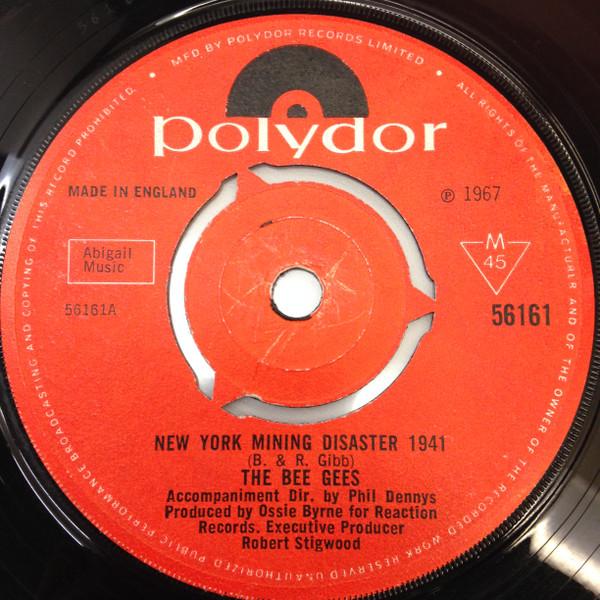 MFD BY POLYDOR RECORDS LIMITED • ALL RIGHTS OF THE MANUFACTURER AND OF THE OWNER OF THE RECORDED WORK RESERVED UNAUTHORIZED PUBLIC PERFORMANCE BROADCASTING AND COPYING OF THIS RECORD PROHIBITED. •
polydor
MADE IN ENGLAND
℗ 1967
Abigail
Music
M
45
56161A
56161
NEW YORK MINING DISASTER 1941
(B. & R. Gibb)
THE BEE GEES
Accompaniment Dir. by Phil Dennys
Produced by Ossie Byrne for Reaction
Records. Executive Producer
Robert Stigwood